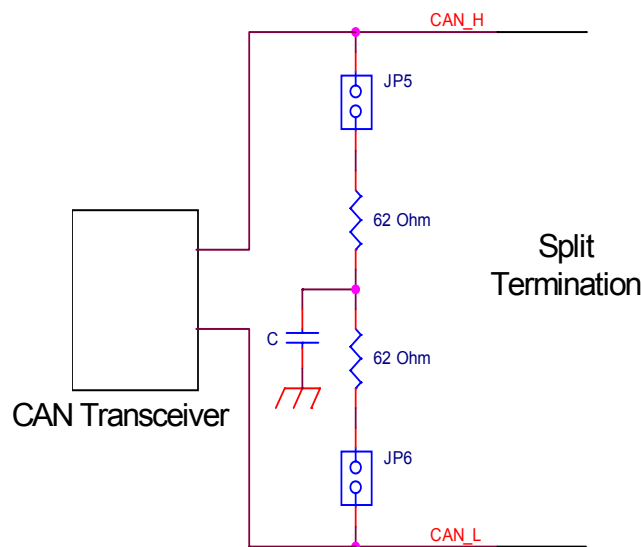 CAN_H
JP5
62 Ohm
Split
Termination
C
62 Ohm
CAN Transceiver
JP6
CAN_L